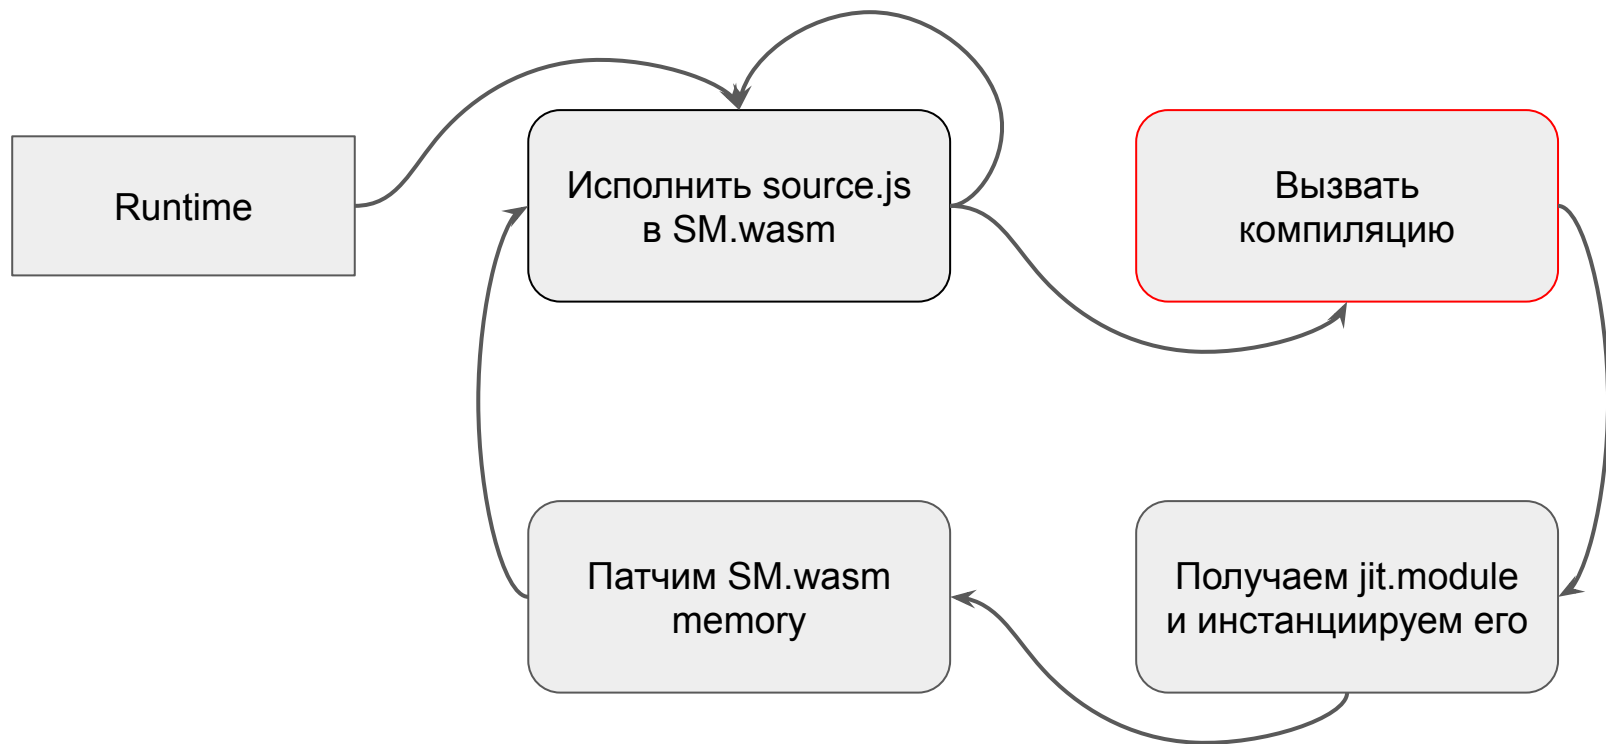 Runtime
Исполнить source.js
в SM.wasm
Вызвать
компиляцию
Патчим SM.wasm
memory
Получаем jit.module
и инстанциируем его